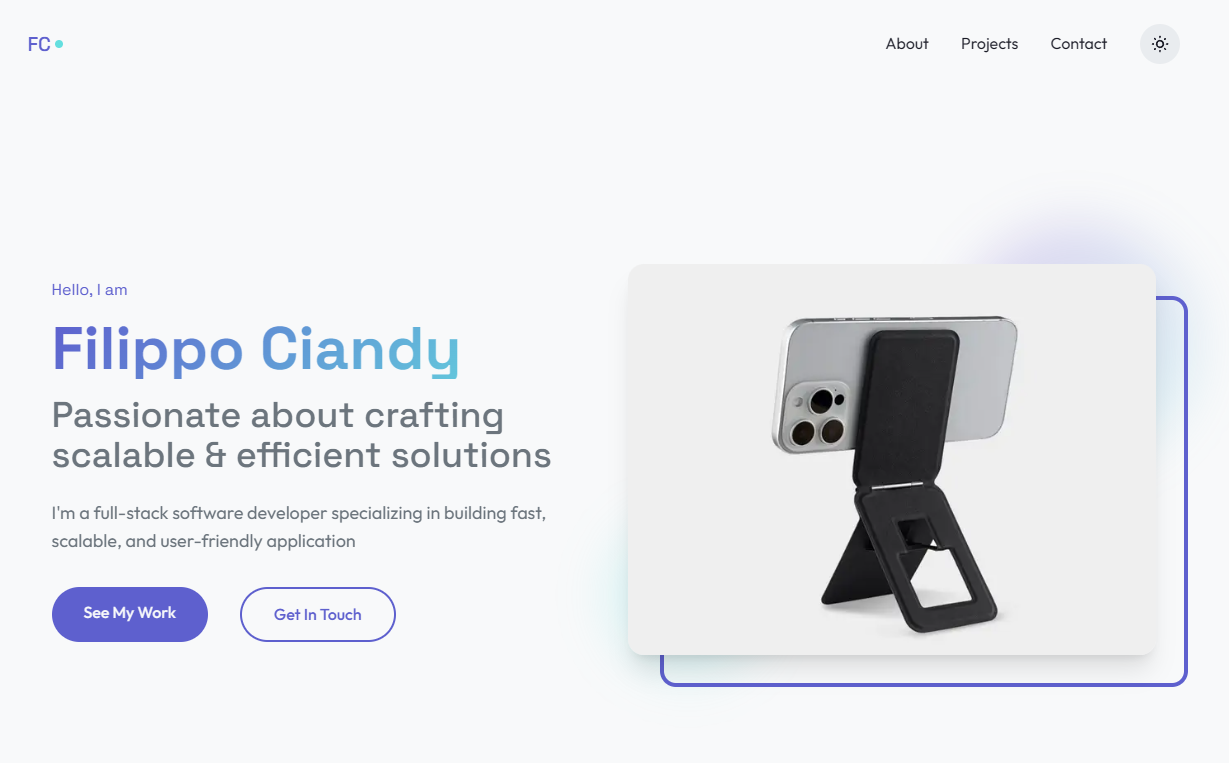 FC
About Projects Contact
Hello, I am
Filippo Ciandy
Passionate about crafting
scalable & efficient solutions
I'm a full-stack software developer specializing in building fast,
scalable, and user-friendly application
See My Work Get In Touch